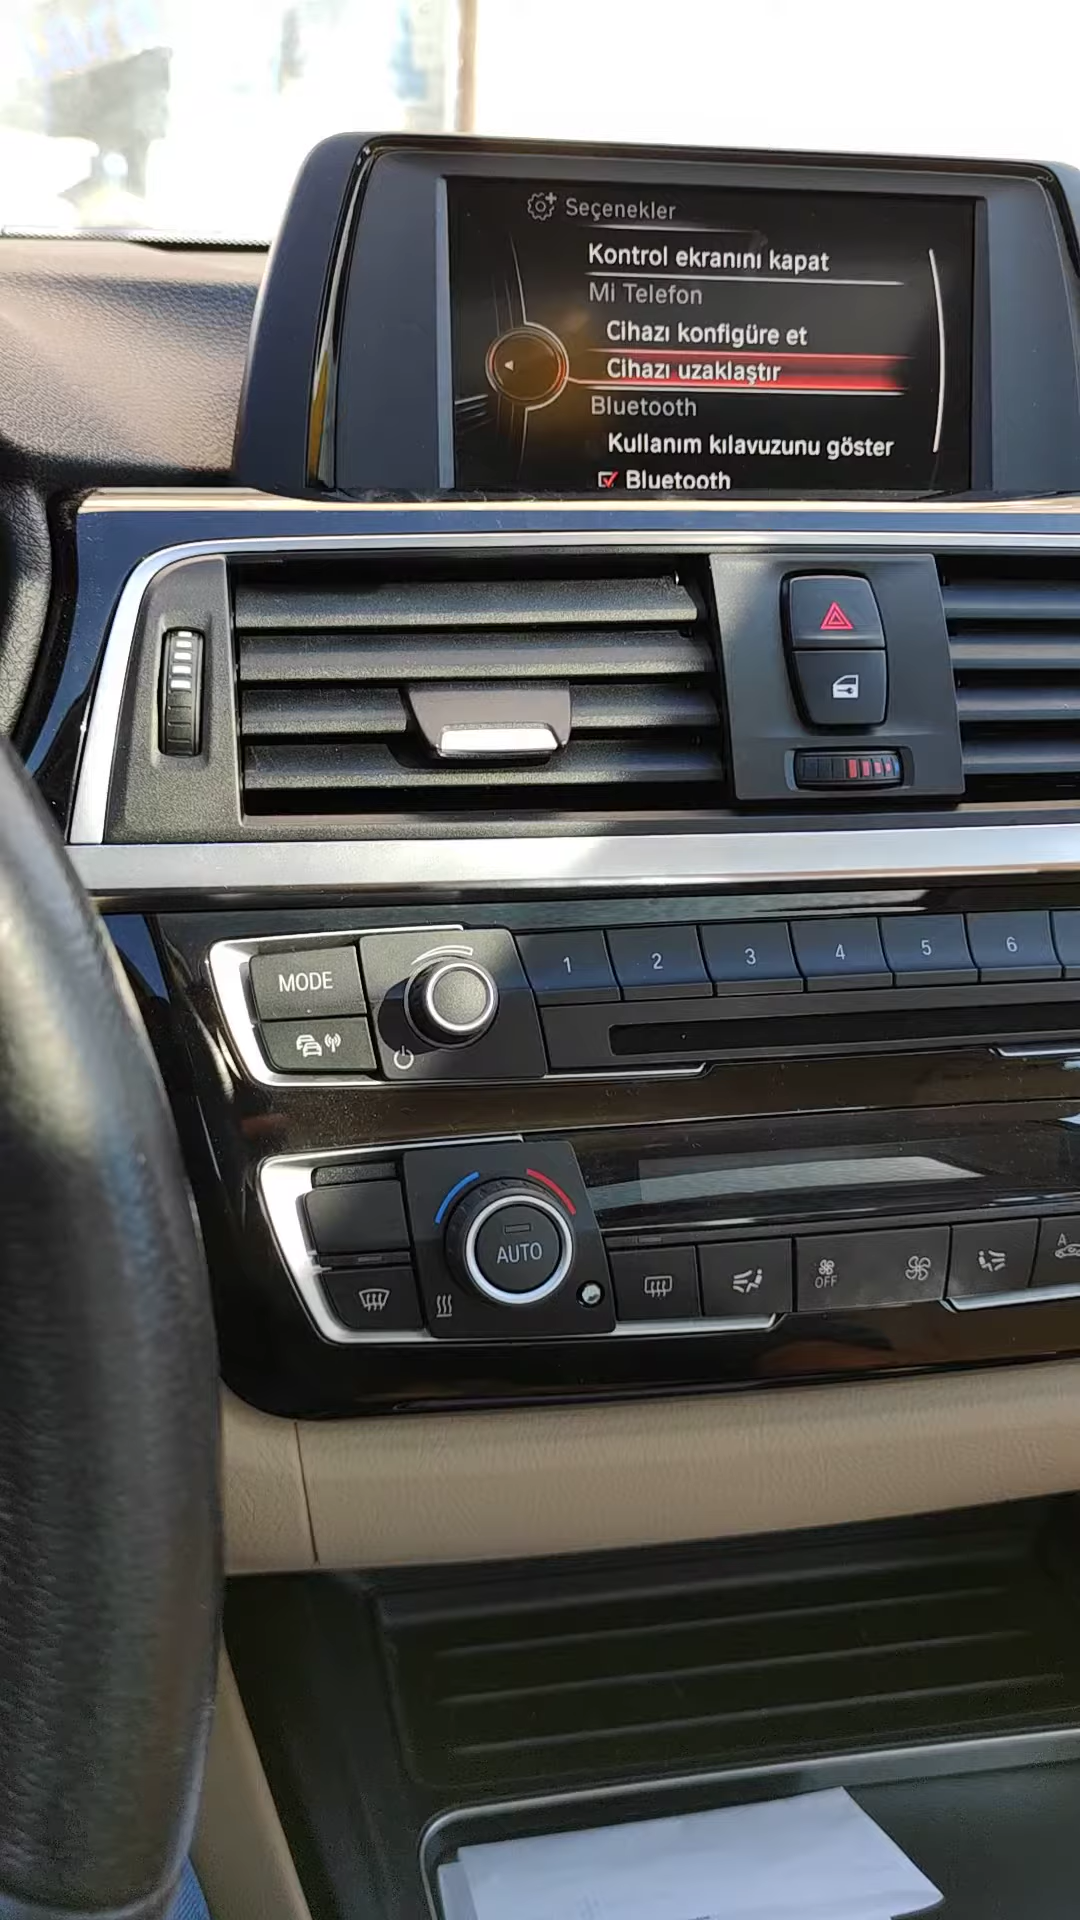 Seçenekler
Kontrol ekranını kapat
Mi Telefon
Cihazı konfigüre et
Cihazı uzaklaştır
Bluetooth
Kullanım kılavuzunu göster
Bluetooth
MODE
1 2 3 4 5 6
AUTO
OFF
A